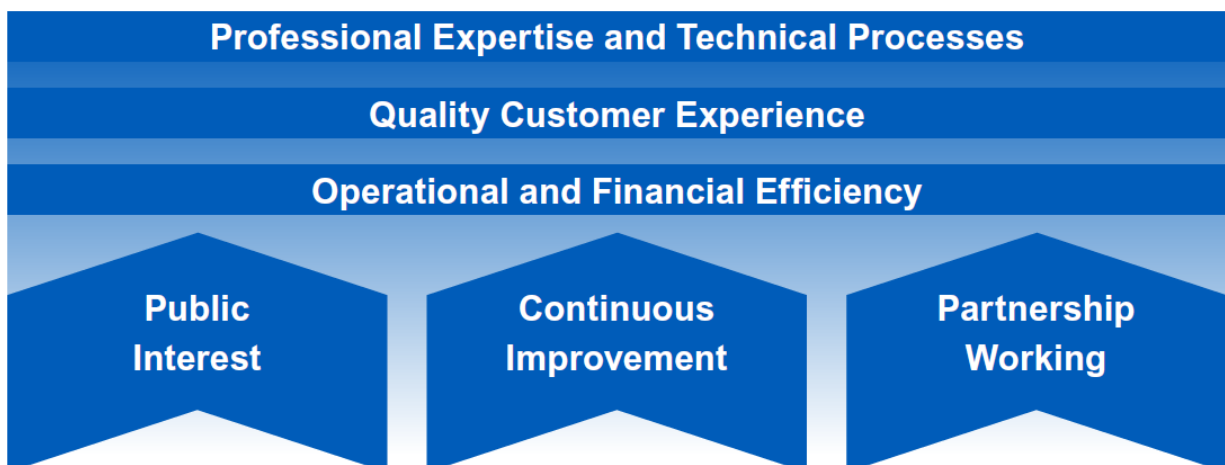 Professional Expertise and Technical Processes
Quality Customer Experience
Operational and Financial Efficiency
Public
Interest
Continuous
Improvement
Partnership
Working